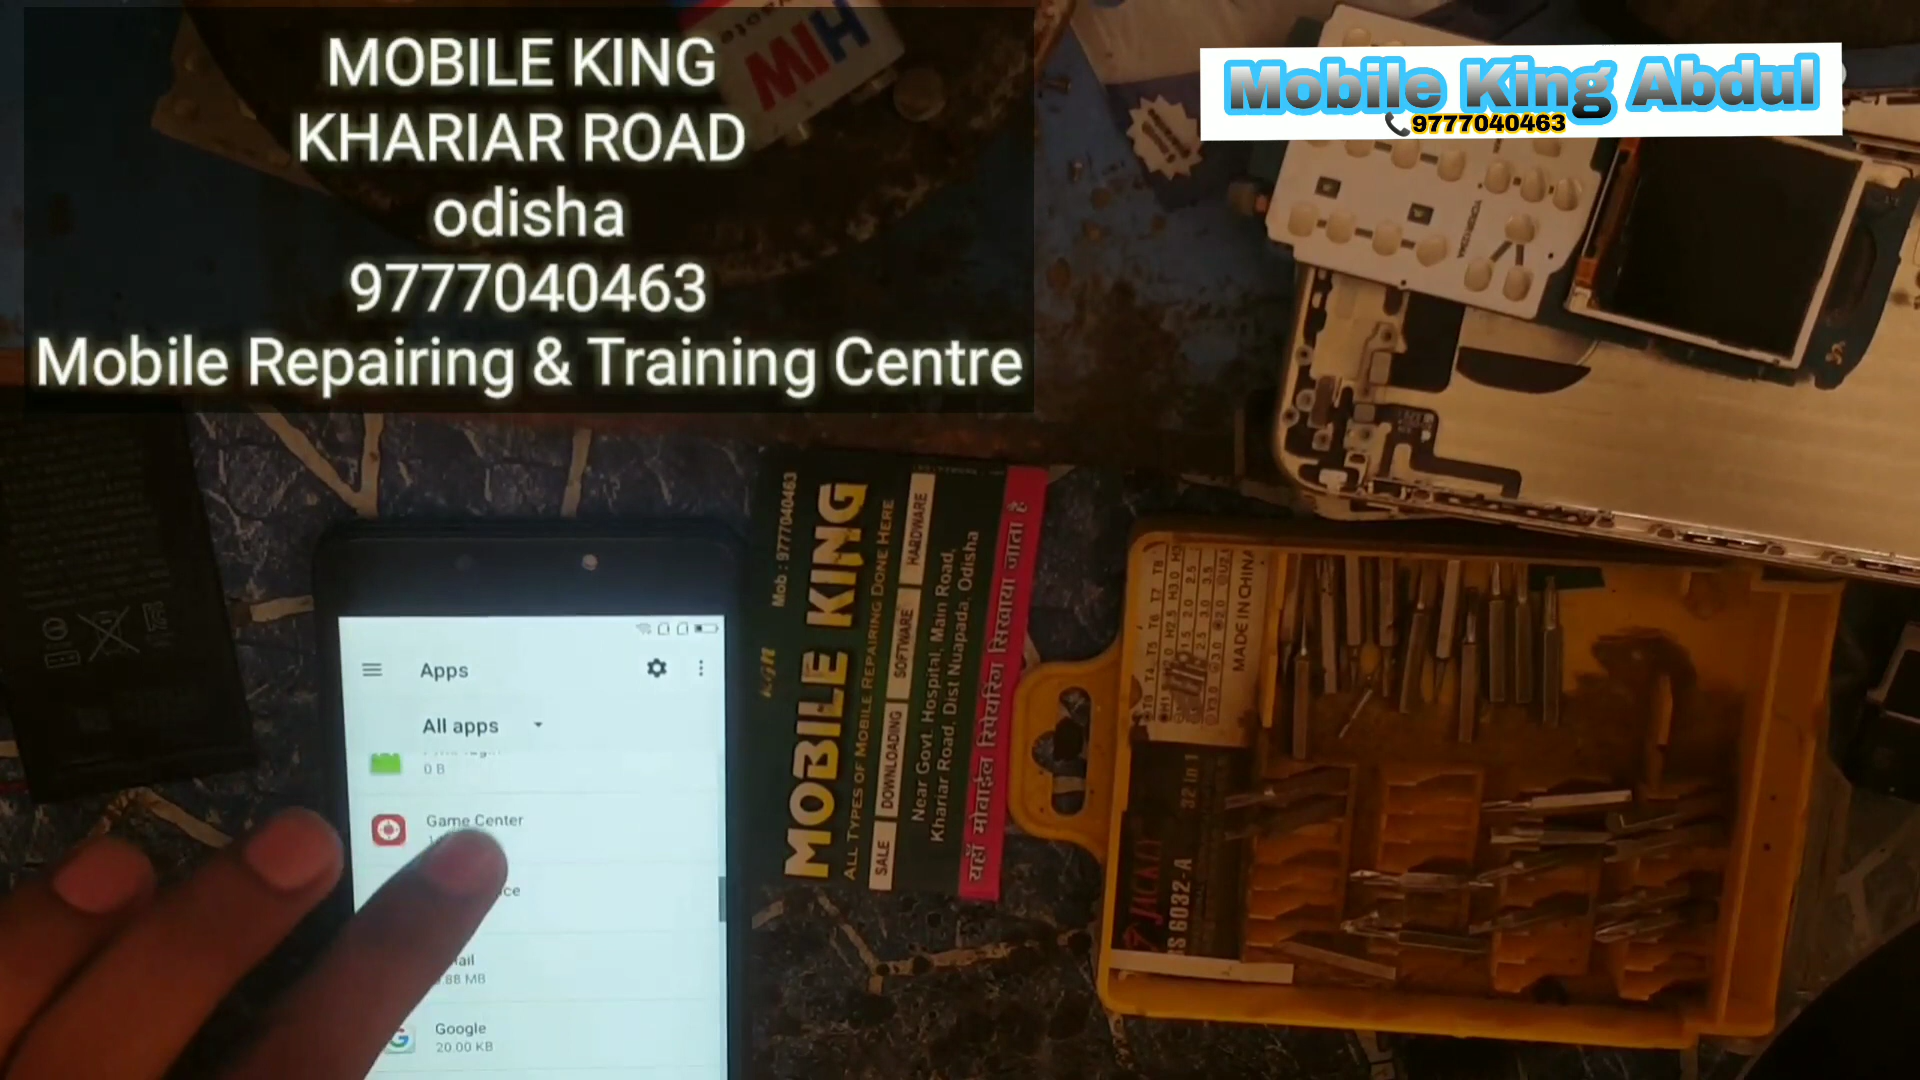 MOBILE KING
KHARIAR ROAD
odisha
9777040463
Mobile Repairing & Training Centre
Mobile King Abdul
9777040463
HW
Apps
All apps
0 B
Game Center
88 MB
Google
20.00 KB
KGN
Mob : 9777040463
MOBILE KING
ALL TYPES OF MOBILE REPAIRING DONE HERE
SALE DOWNLOADING SOFTWARE HARDWARE
Near Govt. Hospital, Main Road,
Khariar Road, Dist Nuapada, Odisha
यहाँ मोबाईल रिपेयरिंग सिखाया जाता है
MADE IN CHINA
32 in 1
JACKLY
6032-A